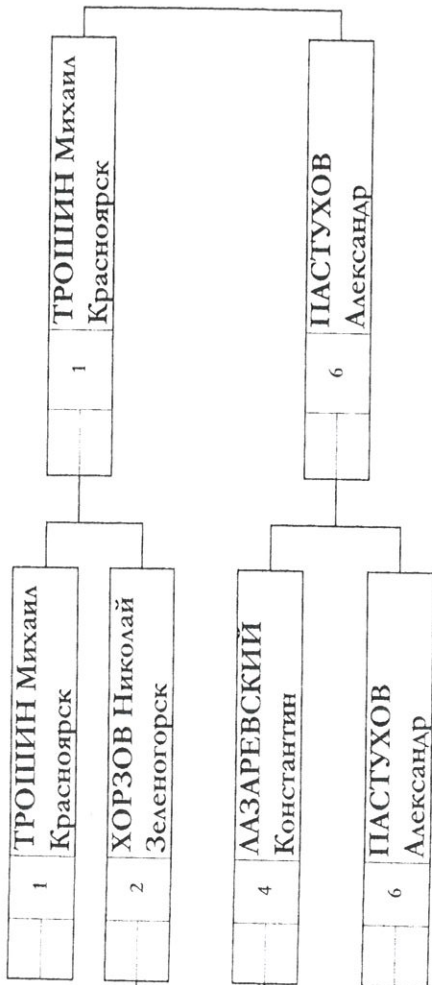 1
ТРОШИН Михаил
Красноярск
2
ХОРЗОВ Николай
Зеленогорск
4
ЛАЗАРЕВСКИЙ
Константин
6
ПАСТУХОВ
Александр
1
ТРОШИН Михаил
Красноярск
6
ПАСТУХОВ
Александр